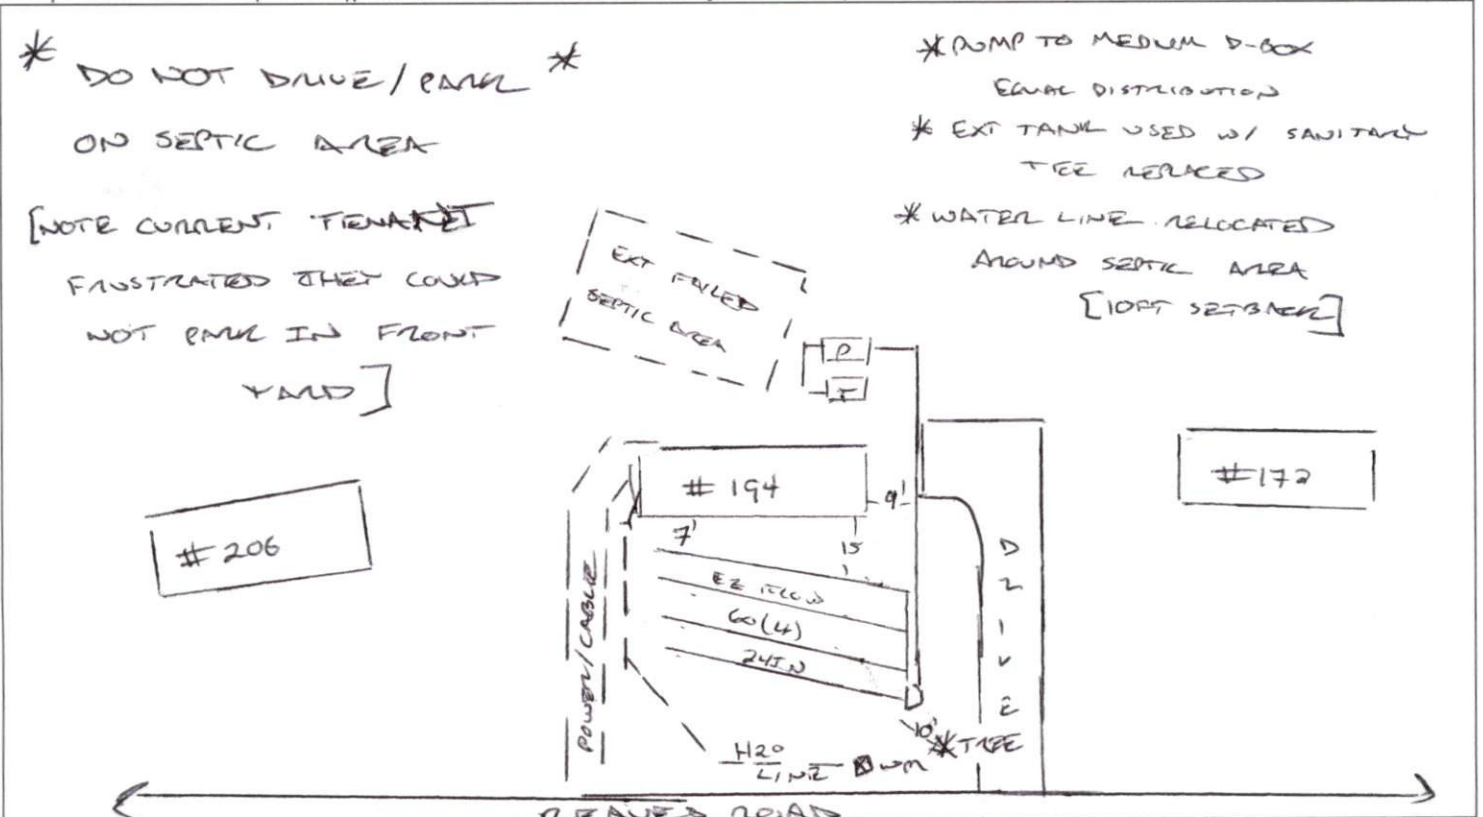 * DO NOT DRIVE/PARK *
ON SEPTIC AREA
[NOTE CURRENT TENANT
FRUSTRATED THEY COULD
NOT PARK IN FRONT
YARD]
*PUMP TO MEDIUM D-BOX
EQUAL DISTRIBUTION
* EXT TANK USED W/ SANITARY
TEE REPLACED
*WATER LINE RELOCATED
AROUND SEPTIC AREA
[10FT SETBACK]
EXT FAILED
SEPTIC AREA
P
T
# 194
9'
#172
# 206
7'
15'
EZ FLOW
60(4)
24IN
POWER/CABLE
DRIVE
10'
*TREE
H20
LINE
WM
ROAD